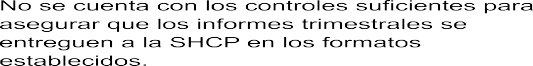 No se cuenta con los controles suficientes para
asegurar que los informes trimestrales se
entreguen a la SHCP en los formatos
establecidos.